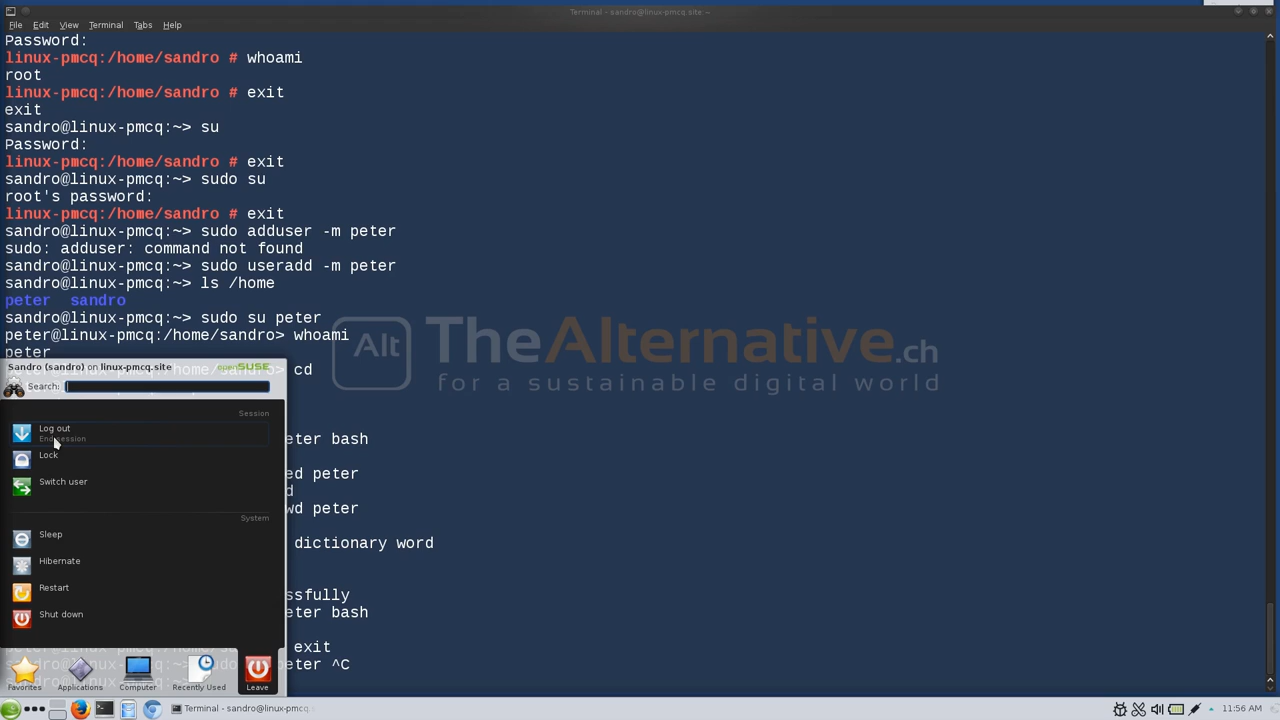 Terminal - sandro@linux-pmcq.site ~
File Edit View Terminal Tabs Help
Password:
linux-pmcq:/home/sandro # whoami
root
linux-pmcq:/home/sandro # exit
exit
sandro@linux-pmcq:~> su
Password:
linux-pmcq:/home/sandro # exit
sandro@linux-pmcq:~> sudo su
root's password:
linux-pmcq:/home/sandro # exit
sandro@linux-pmcq:~> sudo adduser -m peter
sudo: adduser: command not found
sandro@linux-pmcq:~> sudo useradd -m peter
sandro@linux-pmcq:~> ls /home
peter sandro
sandro@linux-pmcq:~> sudo su peter
peter@linux-pmcq:/home/sandro> whoami
peter
cd
eter bash
ed peter
d
wd peter
dictionary word
ssfully
eter bash
exit
peter ^C
Alt TheAlternative.ch
for a sustainable digital world
Sandro (sandro) on linux-pmcq.site openSUSE
Search:
Session
Log out
End session
Lock
Switch user
System
Sleep
Hibernate
Restart
Shut down
Favorites Applications Computer Recently Used Leave
Terminal - sandro@linux-pmcq.
11:56 AM